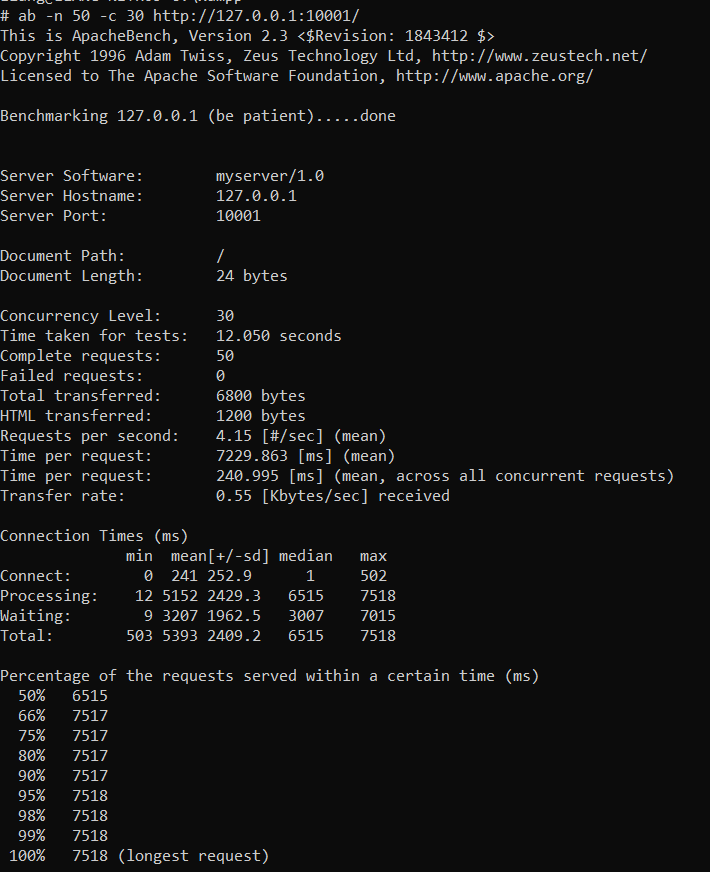 # ab -n 50 -c 30 http://127.0.0.1:10001/
This is ApacheBench, Version 2.3 <$Revision: 1843412 $>
Copyright 1996 Adam Twiss, Zeus Technology Ltd, http://www.zeustech.net/
Licensed to The Apache Software Foundation, http://www.apache.org/

Benchmarking 127.0.0.1 (be patient).....done


Server Software:        myserver/1.0
Server Hostname:        127.0.0.1
Server Port:            10001

Document Path:          /
Document Length:        24 bytes

Concurrency Level:      30
Time taken for tests:   12.050 seconds
Complete requests:      50
Failed requests:        0
Total transferred:      6800 bytes
HTML transferred:       1200 bytes
Requests per second:    4.15 [#/sec] (mean)
Time per request:       7229.863 [ms] (mean)
Time per request:       240.995 [ms] (mean, across all concurrent requests)
Transfer rate:          0.55 [Kbytes/sec] received

Connection Times (ms)
              min  mean[+/-sd] median   max
Connect:        0  241 252.9      1     502
Processing:    12 5152 2429.3   6515    7518
Waiting:        9 3207 1962.5   3007    7015
Total:        503 5393 2409.2   6515    7518

Percentage of the requests served within a certain time (ms)
  50%   6515
  66%   7517
  75%   7517
  80%   7517
  90%   7517
  95%   7518
  98%   7518
  99%   7518
 100%   7518 (longest request)